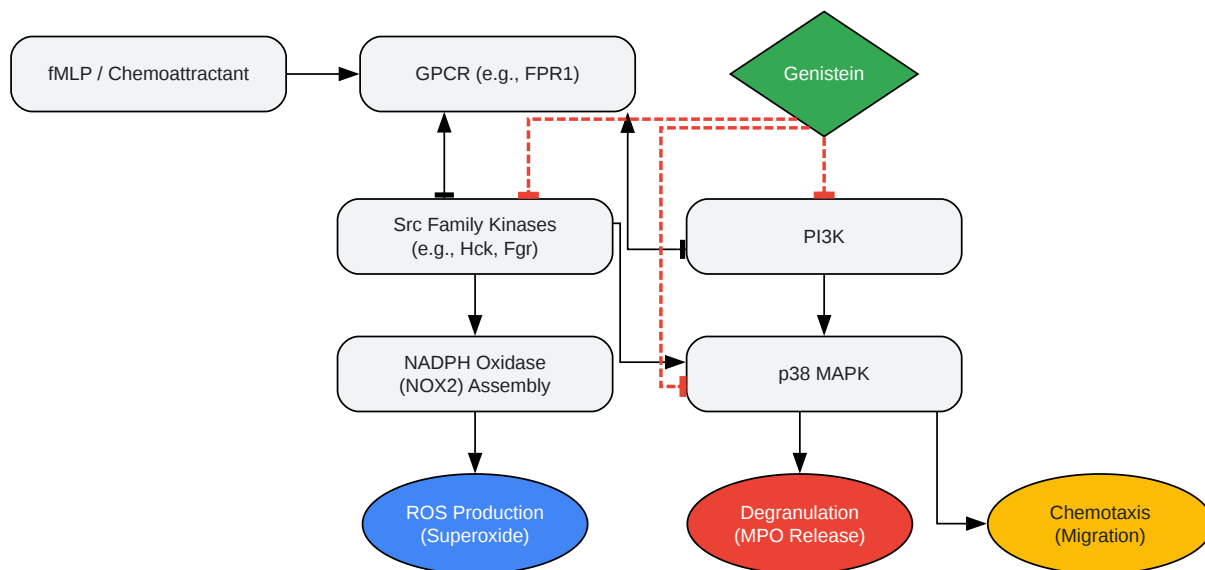 fMLP / Chemoattractant
GPCR (e.g., FPR1)
Genistein
Src Family Kinases
(e.g., Hck, Fgr)
PI3K
NADPH Oxidase
(NOX2) Assembly
p38 MAPK
ROS Production
(Superoxide)
Degranulation
(MPO Release)
Chemotaxis
(Migration)